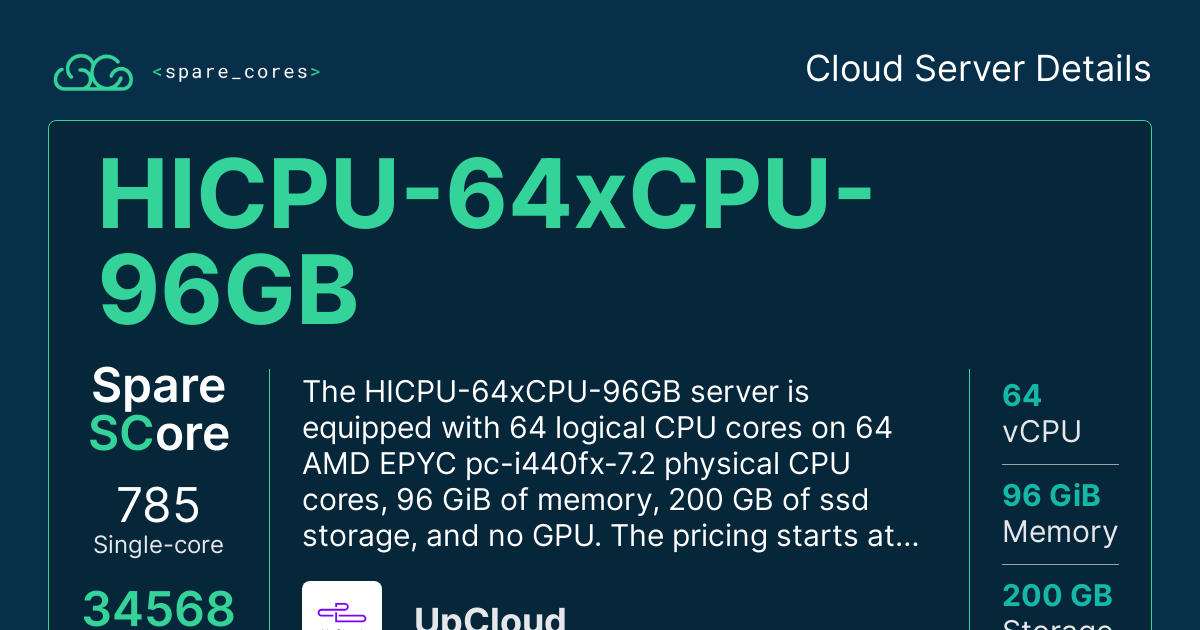 <spare_cores>
Cloud Server Details
HICPU-64xCPU-
96GB
Spare
SCore
785
Single-core
34568
The HICPU-64xCPU-96GB server is
equipped with 64 logical CPU cores on 64
AMD EPYC pc-i440fx-7.2 physical CPU
cores, 96 GiB of memory, 200 GB of ssd
storage, and no GPU. The pricing starts at...
UpCloud
64
vCPU
96 GiB
Memory
200 GB
Storage